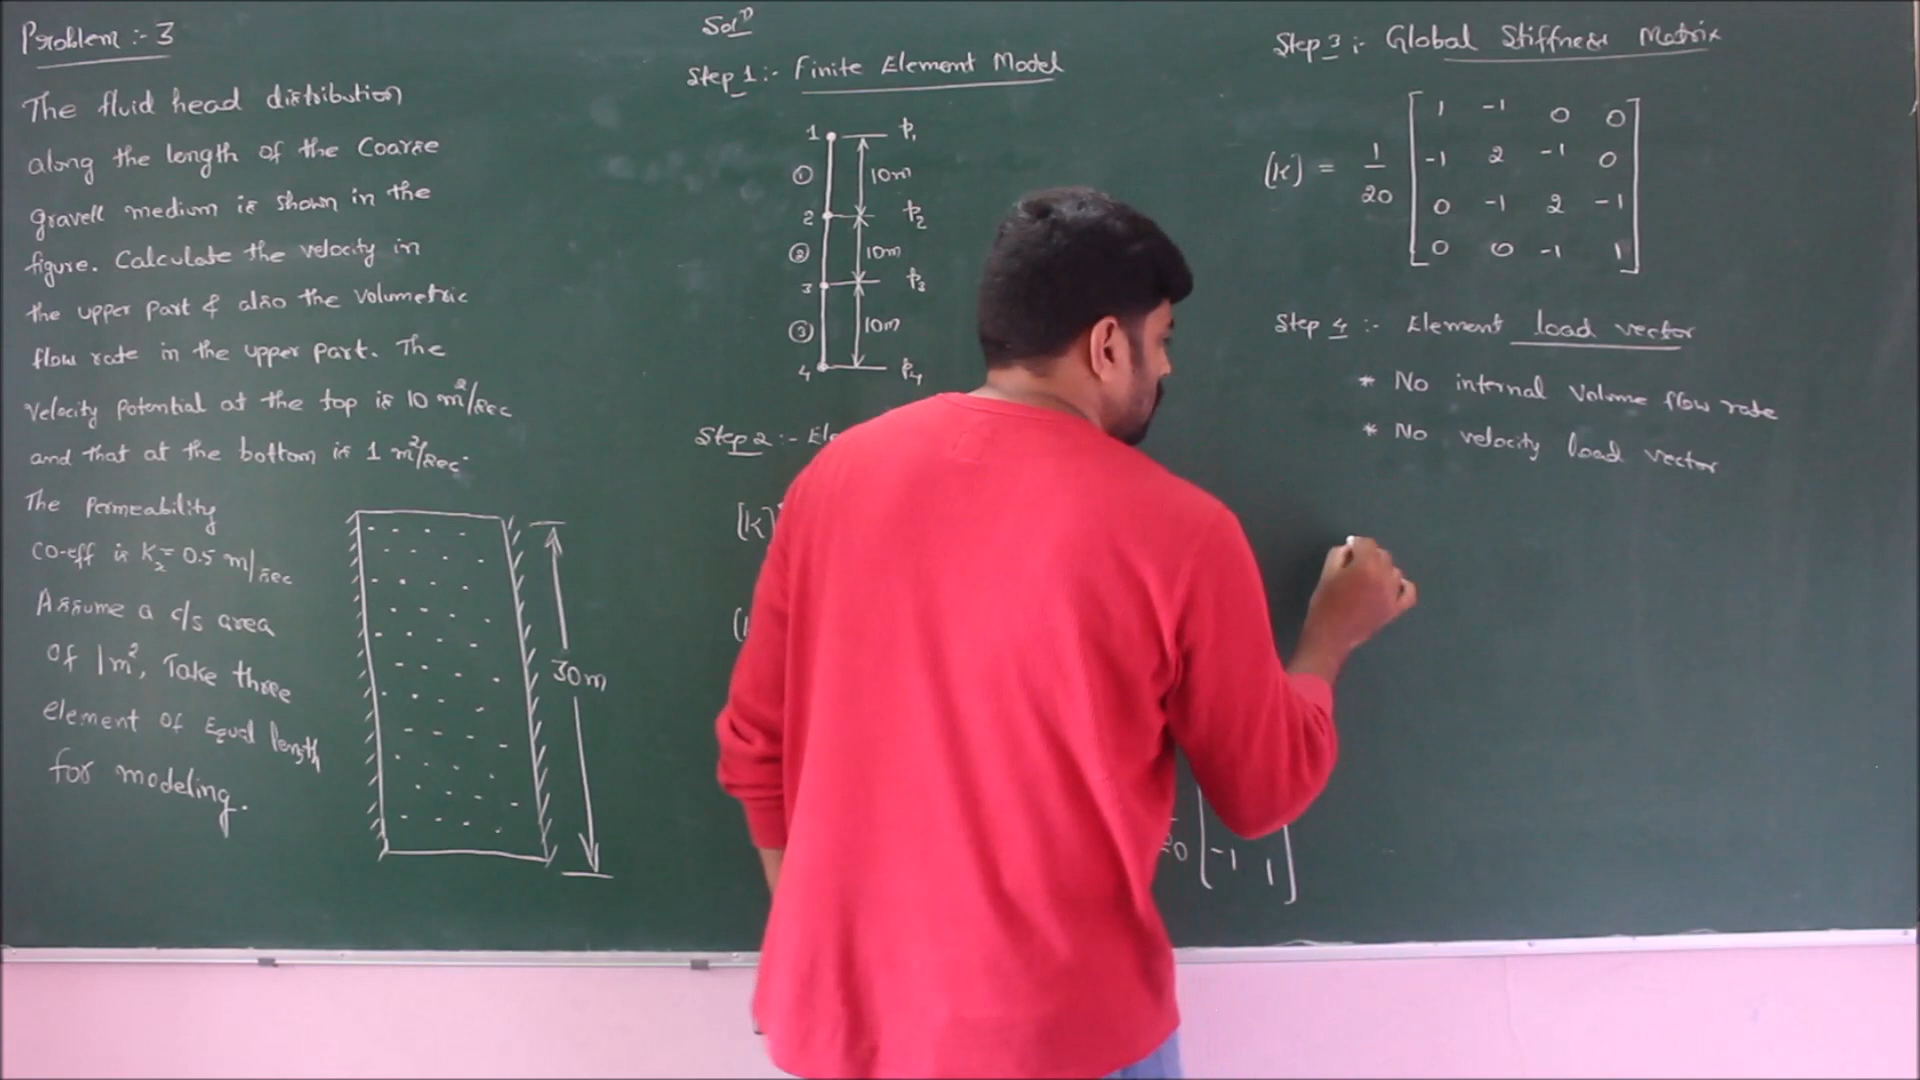 Problem :- 3
The fluid head distribution
along the length of the Coarse
gravell medium is shown in the
figure. Calculate the velocity in
the upper part & also the volumetric
flow rate in the upper part. The
velocity potential at the top is 10 m²/sec
and that at the bottom is 1 m²/sec.
The permeability
co-eff is Kx = 0.5 m/sec
Assume a c/s area
of 1m², Take three
element of Equal length
for modeling.
30m
Solⁿ
Step 1 :- Finite Element Model
1 p₁
① 10m
2 p₂
② 10m
3 p₃
③ 10m
4 p₄
Step 2 :-
[K]
20 -1 1
Step 3 :- Global Stiffness Matrix
[K] = 1/20
1 -1 0 0
-1 2 -1 0
0 -1 2 -1
0 0 -1 1
Step 4 :- Element load vector
* No internal volume flow rate
* No velocity load vector